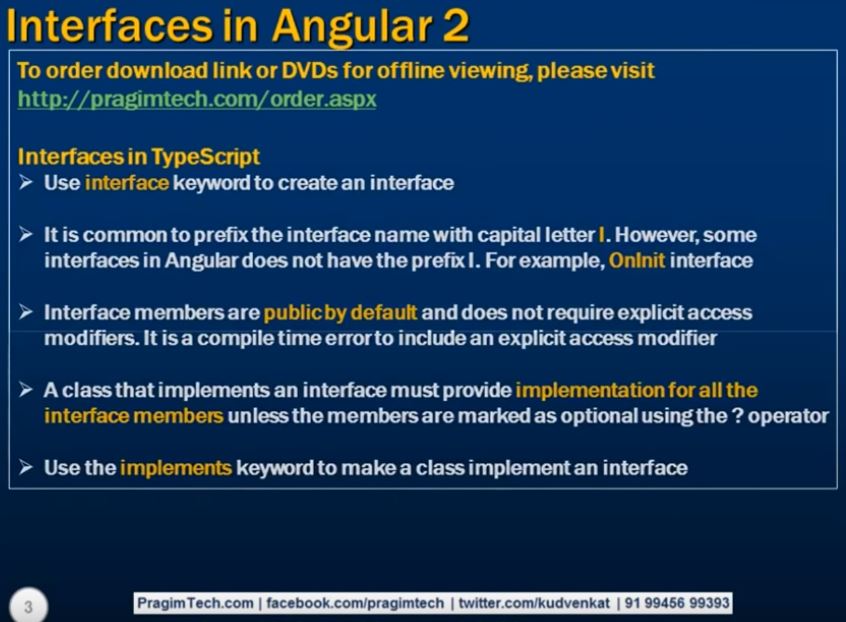 Interfaces in Angular 2
To order download link or DVDs for offline viewing, please visit
http://pragimtech.com/order.aspx
Interfaces in TypeScript
➢ Use interface keyword to create an interface
➢ It is common to prefix the interface name with capital letter I. However, some
interfaces in Angular does not have the prefix I. For example, OnInit interface
➢ Interface members are public by default and does not require explicit access
modifiers. It is a compile time error to include an explicit access modifier
➢ A class that implements an interface must provide implementation for all the
interface members unless the members are marked as optional using the ? operator
➢ Use the implements keyword to make a class implement an interface
3
PragimTech.com | facebook.com/pragimtech | twitter.com/kudvenkat | 91 99456 99393